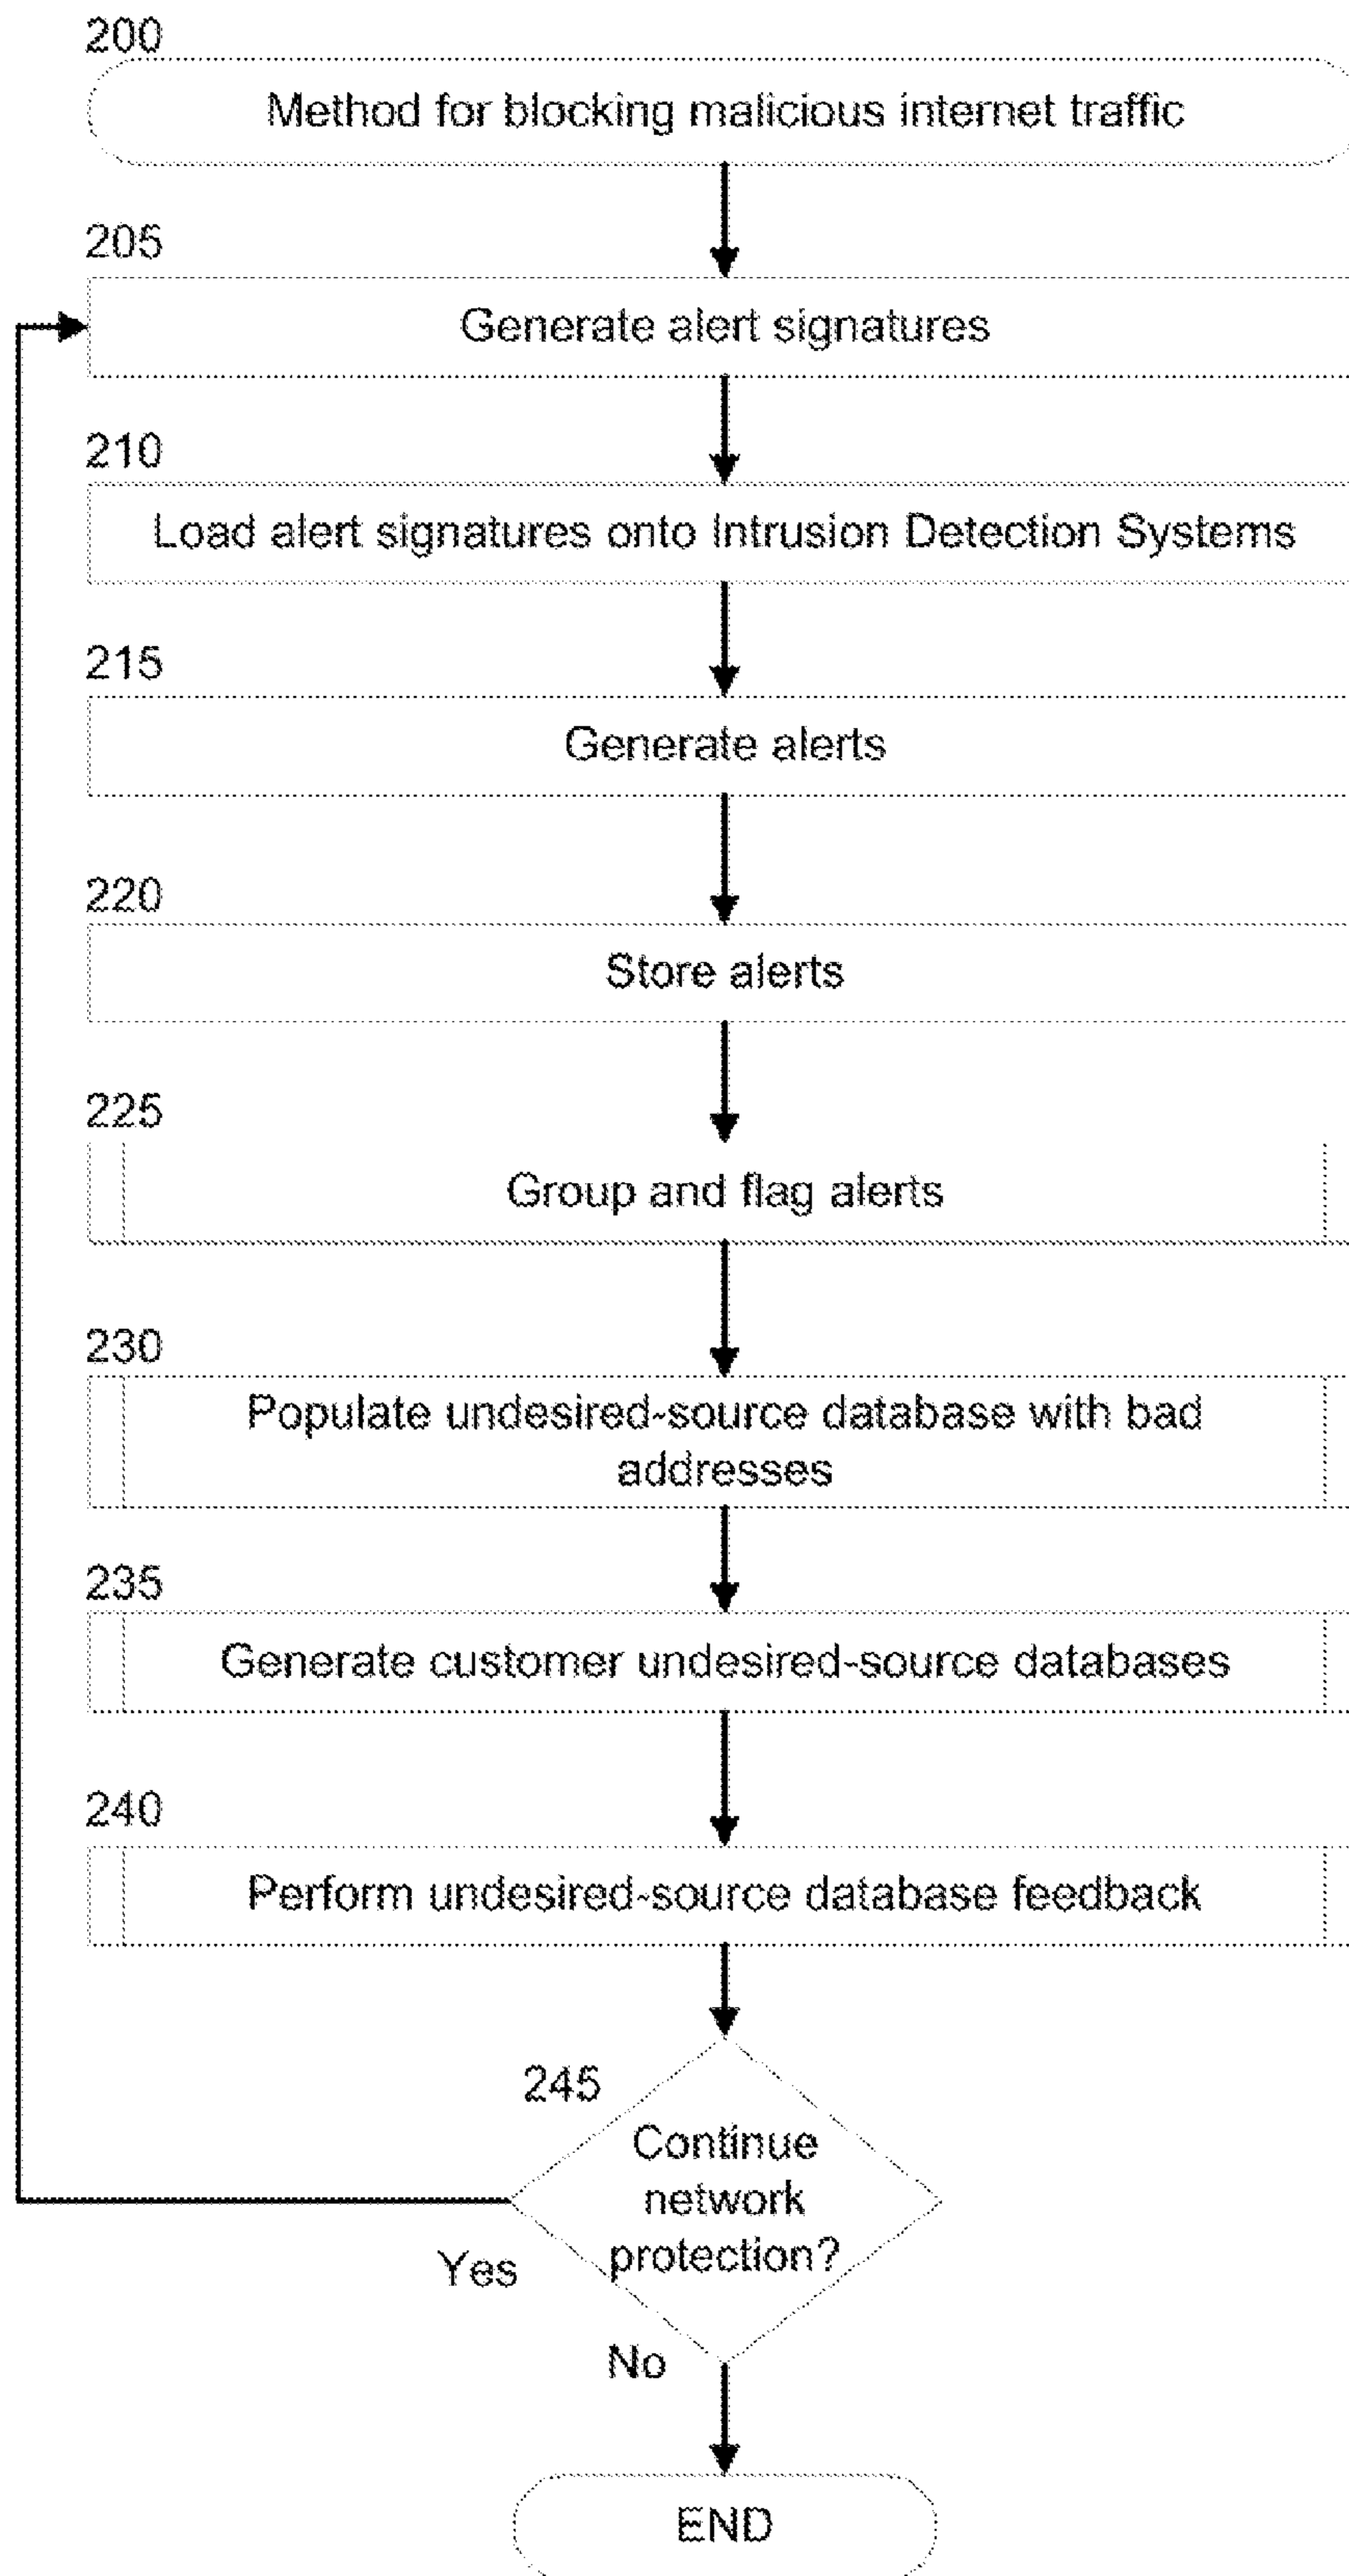 200
Method for blocking malicious internet traffic
205
Generate alert signatures
210
Load alert signatures onto Intrusion Detection Systems
215
Generate alerts
220
Store alerts
225
Group and flag alerts
230
Populate undesired-source database with bad
addresses
235
Generate customer undesired-source databases
240
Perform undesired-source database feedback
245
Continue
network
protection?
Yes
No
END